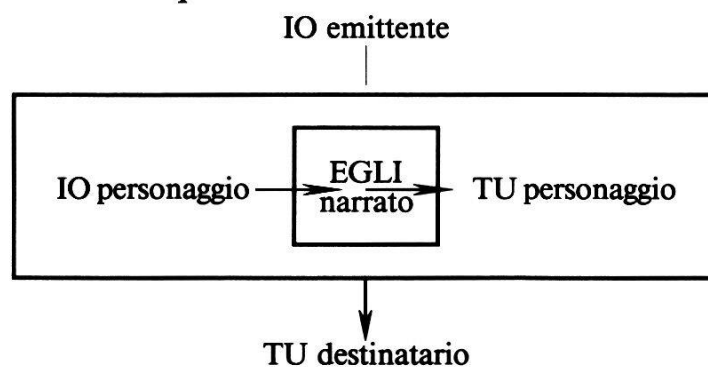 IO emittente
IO personaggio
EGLI
narrato
TU personaggio
TU destinatario